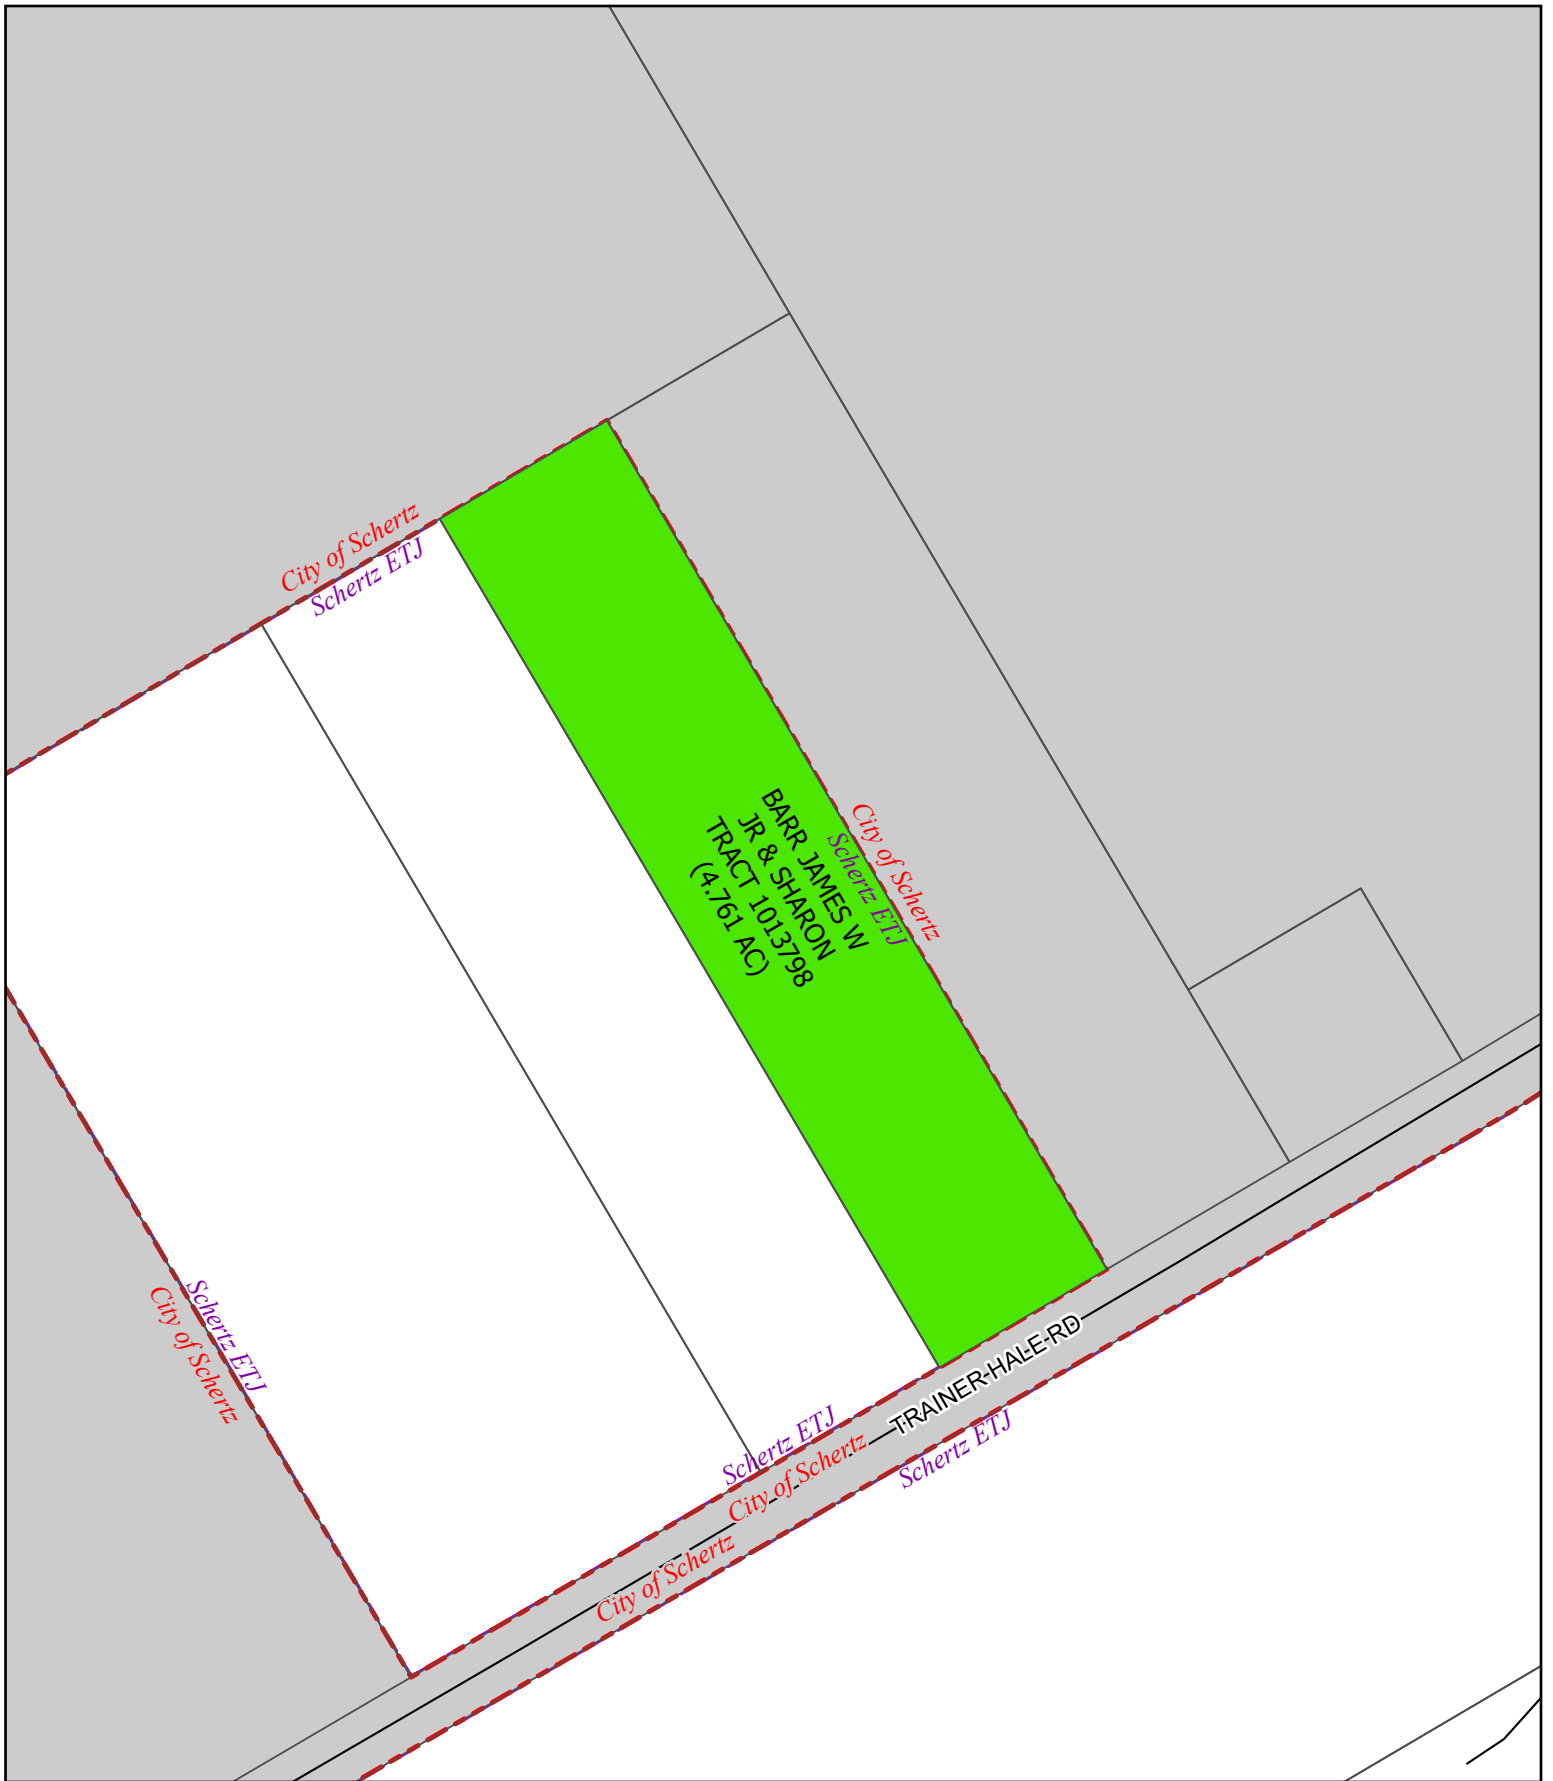 City of Schertz
Schertz ETJ
City of Schertz
Schertz ETJ
BARR JAMES W
JR & SHARON
TRACT 1013798
(4.761 AC)
Schertz ETJ
City of Schertz
TRAINER-HALE-RD
Schertz ETJ
City of Schertz
Schertz ETJ
City of Schertz